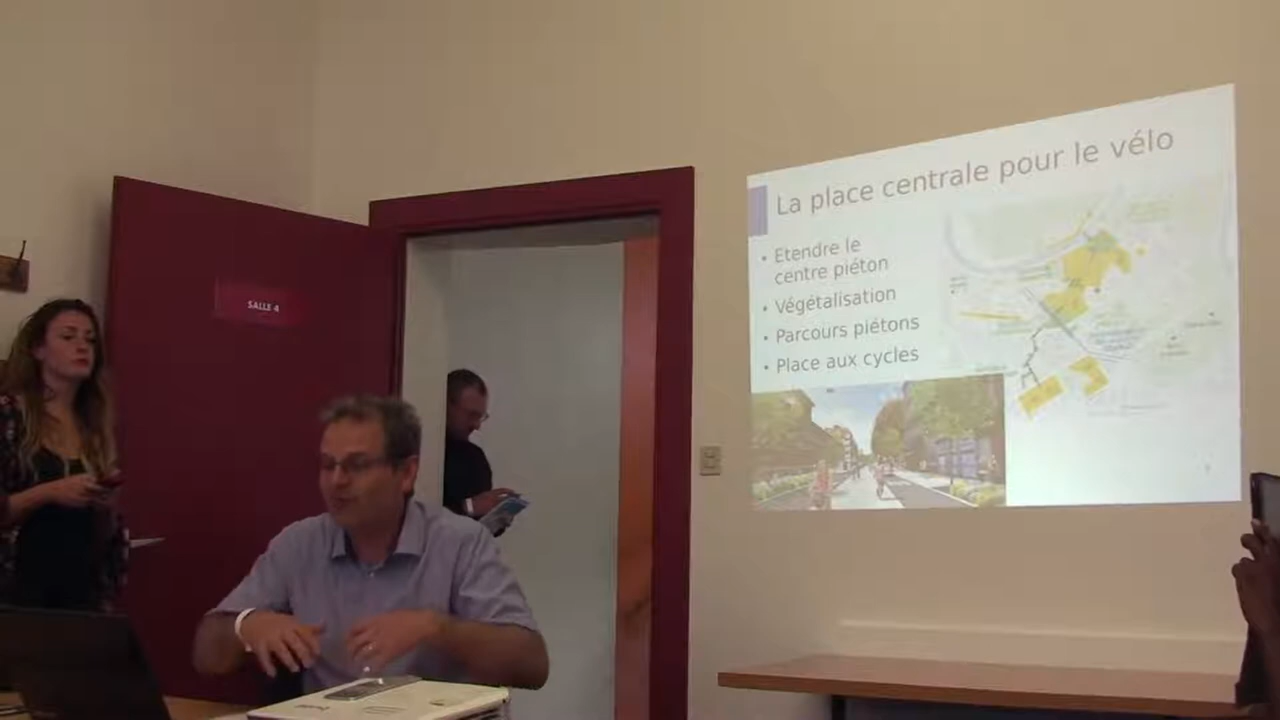 SALLE 4
La place centrale pour le vélo
• Etendre le
centre piéton
• Végétalisation
• Parcours piétons
• Place aux cycles